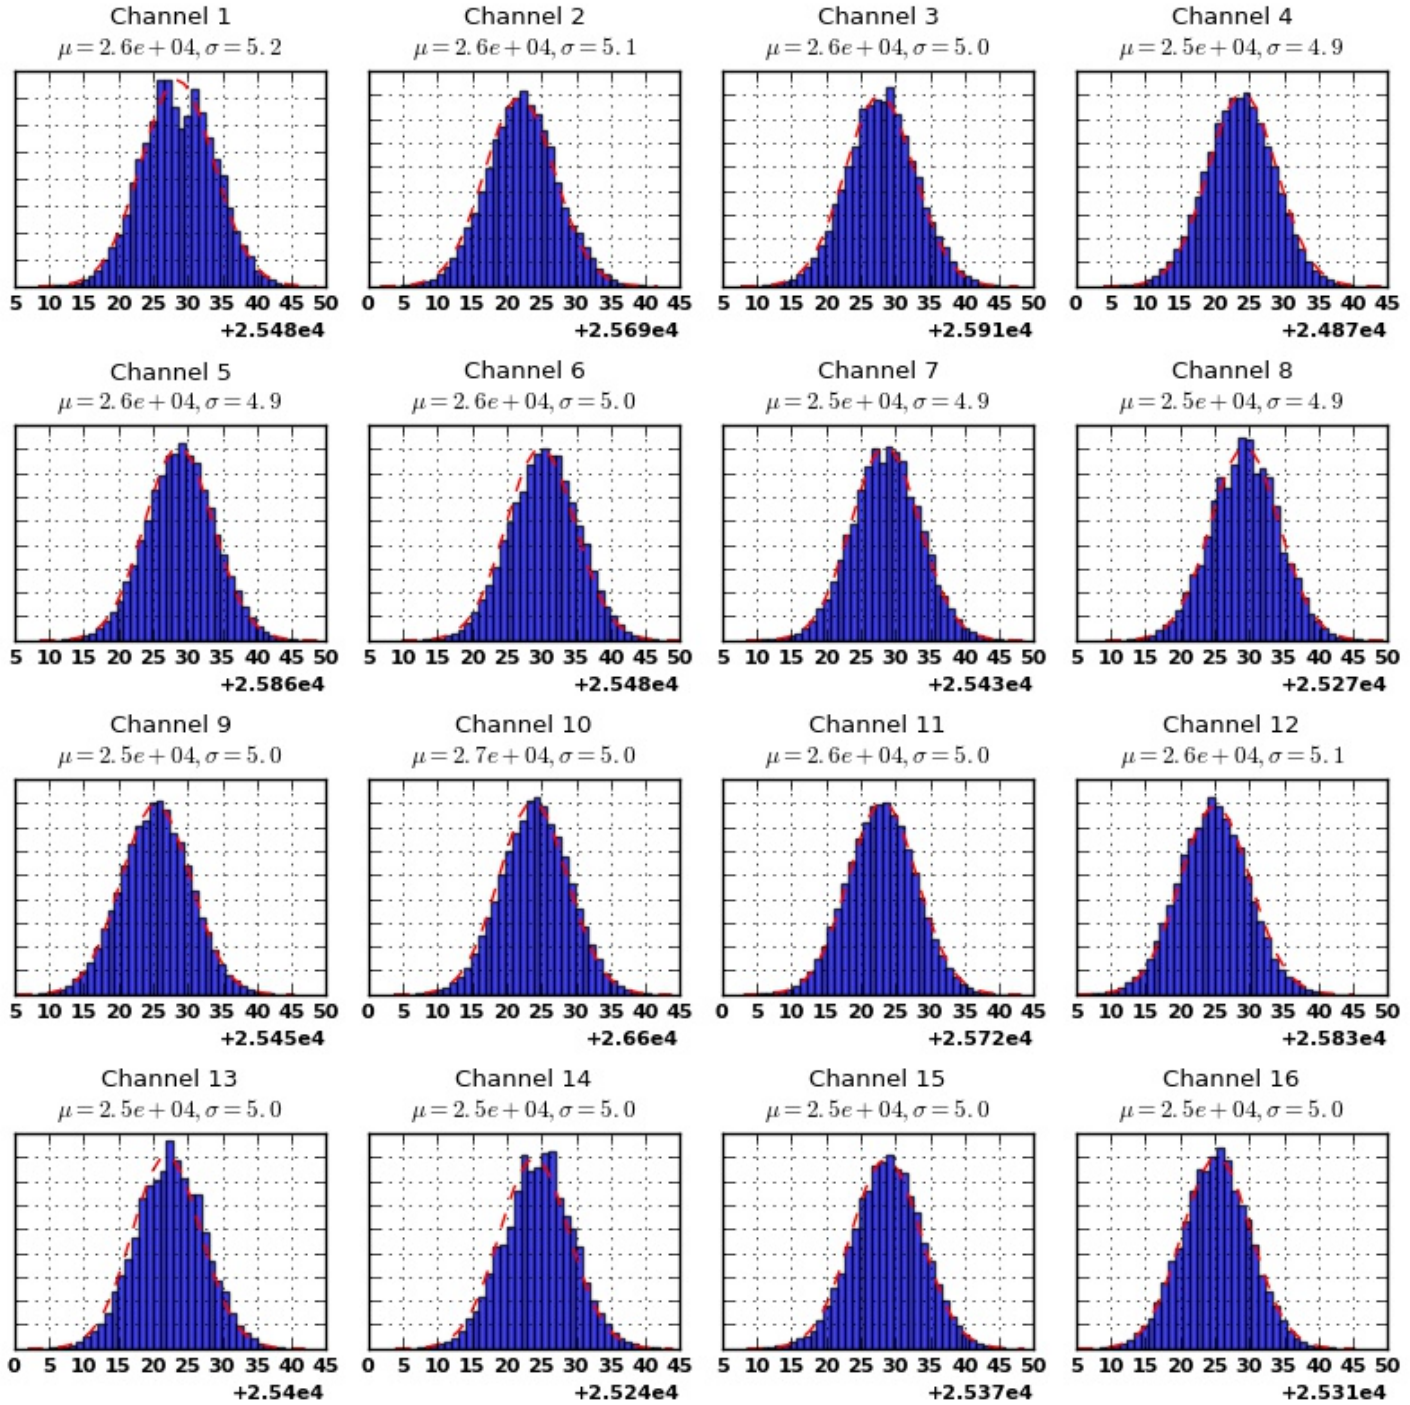 Channel 1 Channel 2 Channel 3 Channel 4
μ = 2.6e + 04, σ = 5.2 μ = 2.6e + 04, σ = 5.1 μ = 2.6e + 04, σ = 5.0 μ = 2.5e + 04, σ = 4.9
5 10 15 20 25 30 35 40 45 50 0 5 10 15 20 25 30 35 40 45 5 10 15 20 25 30 35 40 45 50 0 5 10 15 20 25 30 35 40 45
+2.548e4 +2.569e4 +2.591e4 +2.487e4
Channel 5 Channel 6 Channel 7 Channel 8
μ = 2.6e + 04, σ = 4.9 μ = 2.6e + 04, σ = 5.0 μ = 2.5e + 04, σ = 4.9 μ = 2.5e + 04, σ = 4.9
5 10 15 20 25 30 35 40 45 50 5 10 15 20 25 30 35 40 45 50 5 10 15 20 25 30 35 40 45 50 5 10 15 20 25 30 35 40 45 50
+2.586e4 +2.548e4 +2.543e4 +2.527e4
Channel 9 Channel 10 Channel 11 Channel 12
μ = 2.5e + 04, σ = 5.0 μ = 2.7e + 04, σ = 5.0 μ = 2.6e + 04, σ = 5.0 μ = 2.6e + 04, σ = 5.1
5 10 15 20 25 30 35 40 45 50 0 5 10 15 20 25 30 35 40 45 0 5 10 15 20 25 30 35 40 45 5 10 15 20 25 30 35 40 45 50
+2.545e4 +2.66e4 +2.572e4 +2.583e4
Channel 13 Channel 14 Channel 15 Channel 16
μ = 2.5e + 04, σ = 5.0 μ = 2.5e + 04, σ = 5.0 μ = 2.5e + 04, σ = 5.0 μ = 2.5e + 04, σ = 5.0
0 5 10 15 20 25 30 35 40 45 0 5 10 15 20 25 30 35 40 45 5 10 15 20 25 30 35 40 45 50 5 10 15 20 25 30 35 40 45 50
+2.54e4 +2.524e4 +2.537e4 +2.531e4